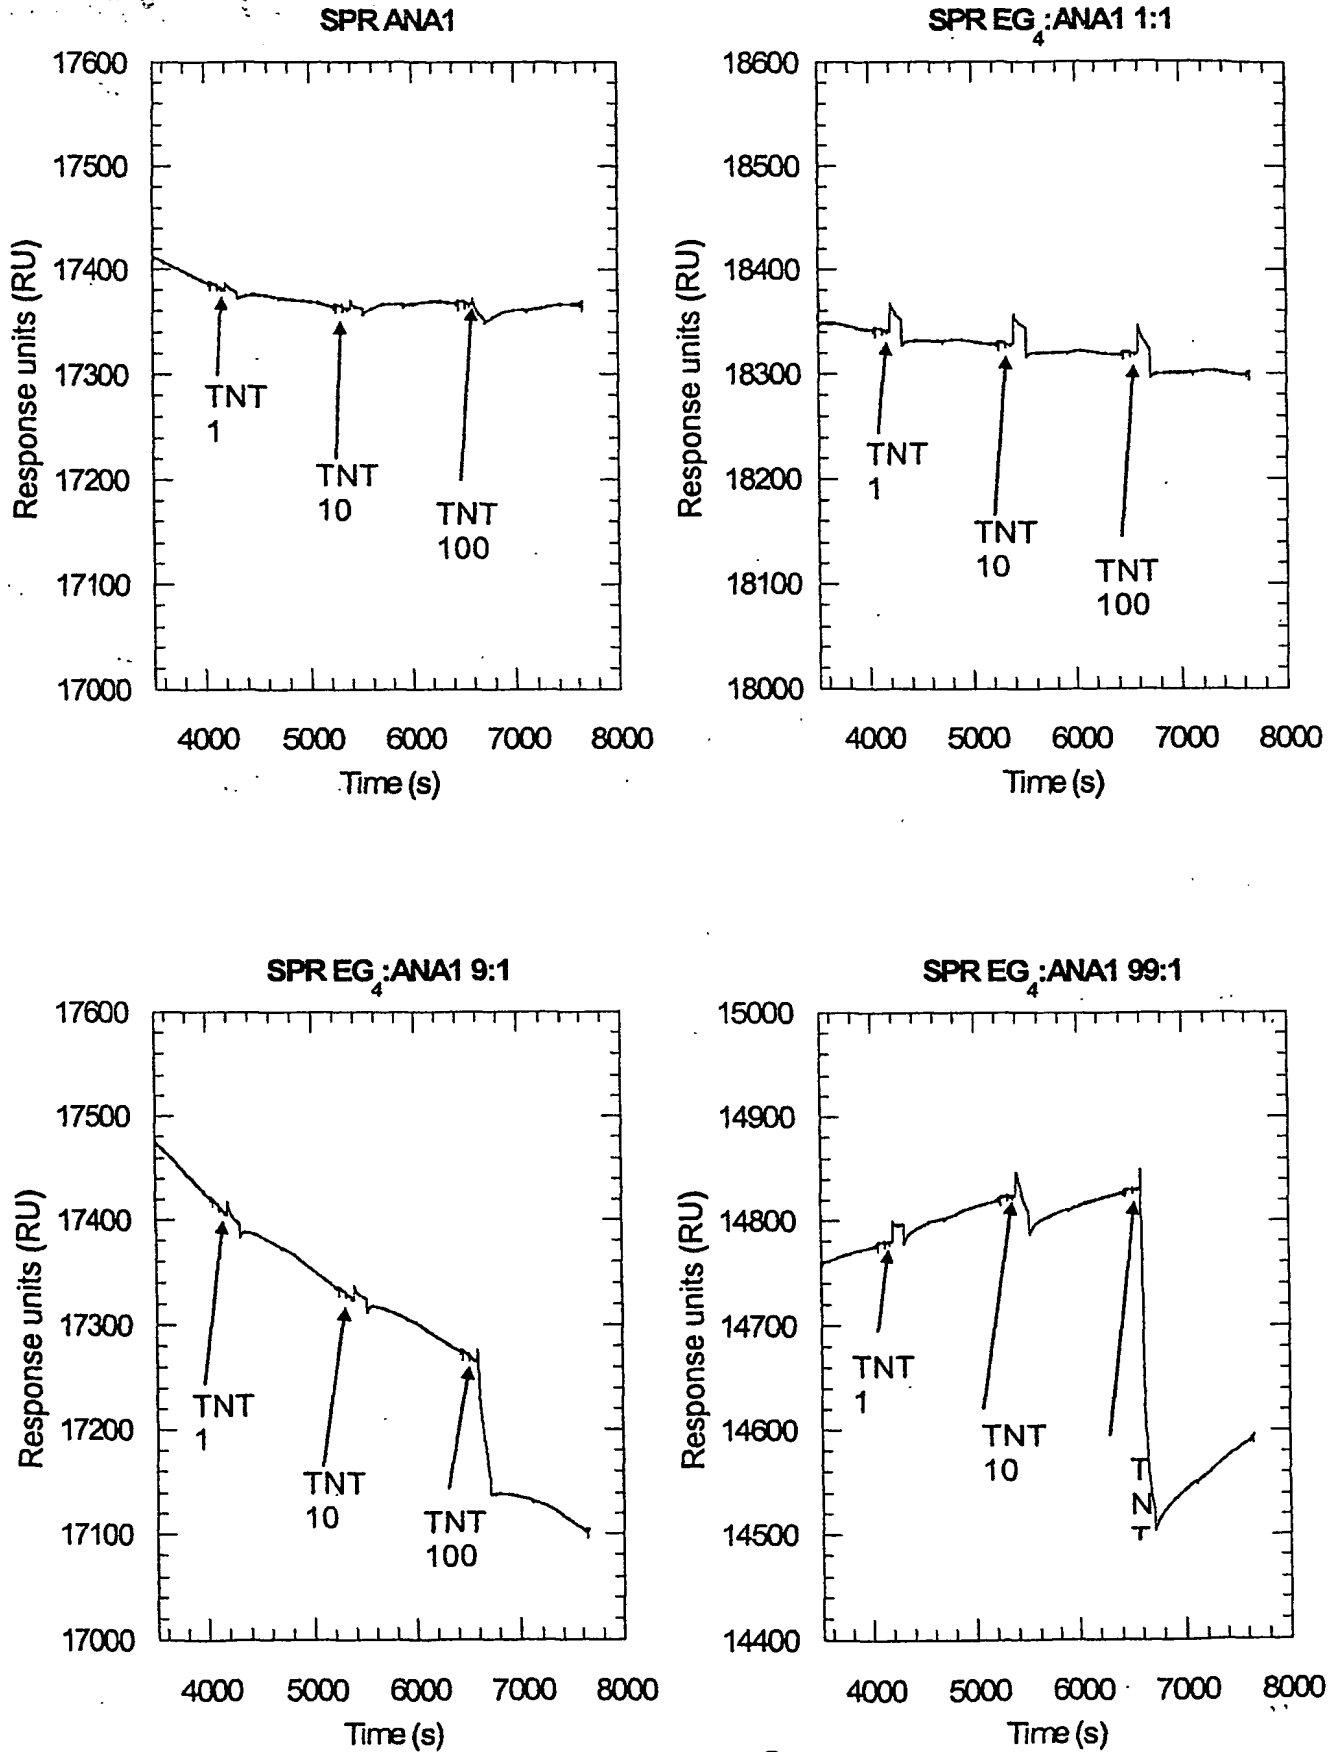 SPR ANA1
17600
17500
17400
17300
17200
17100
17000
Response units (RU)
TNT
1
TNT
10
TNT
100
4000 5000 6000 7000 8000
Time (s)
SPR EG4:ANA1 1:1
18600
18500
18400
18300
18200
18100
18000
Response units (RU)
TNT
1
TNT
10
TNT
100
4000 5000 6000 7000 8000
Time (s)
SPR EG4:ANA1 9:1
17600
17500
17400
17300
17200
17100
17000
Response units (RU)
TNT
1
TNT
10
TNT
100
4000 5000 6000 7000 8000
Time (s)
SPR EG4:ANA1 99:1
15000
14900
14800
14700
14600
14500
14400
Response units (RU)
TNT
1
TNT
10
T
N
T
4000 5000 6000 7000 8000
Time (s)